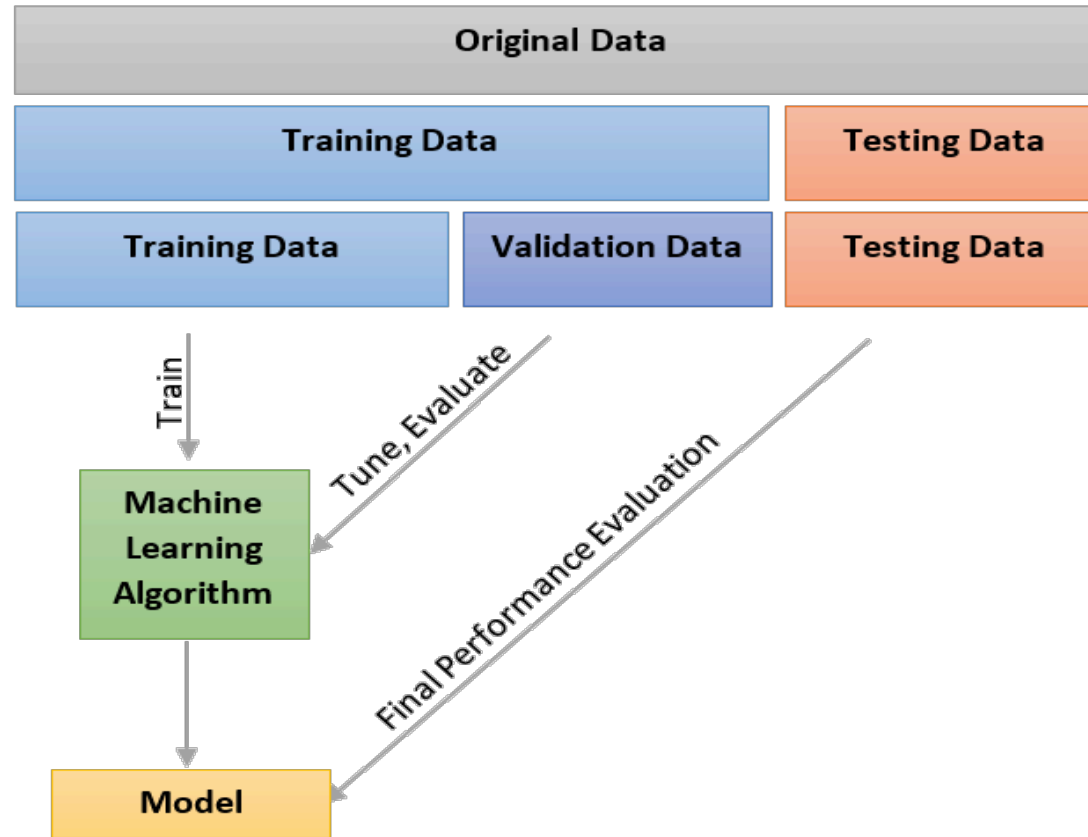 Original Data
Training Data
Testing Data
Training Data
Validation Data
Testing Data
Train
Tune, Evaluate
Final Performance Evaluation
Machine
Learning
Algorithm
Model